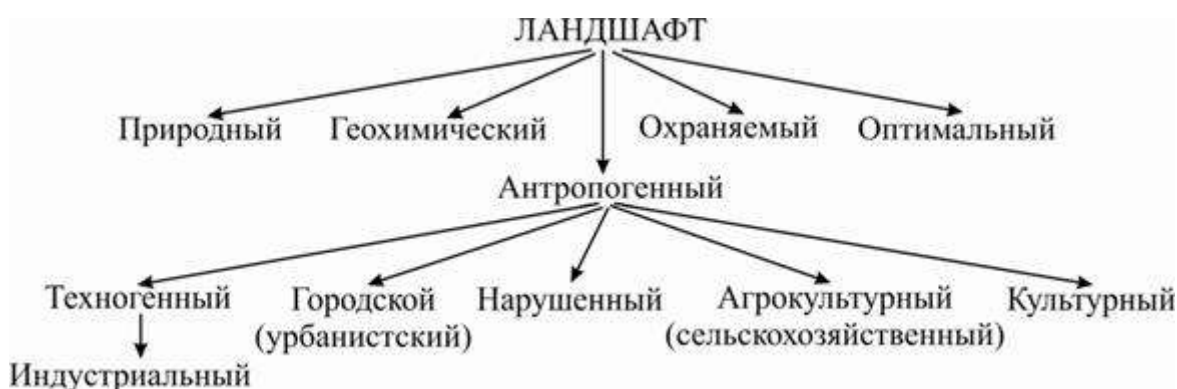 ЛАНДШАФТ
Природный Геохимический Охраняемый Оптимальный
Антропогенный
Техногенный Городской Нарушенный Агрокультурный Культурный
(урбанистский) (сельскохозяйственный)
Индустриальный